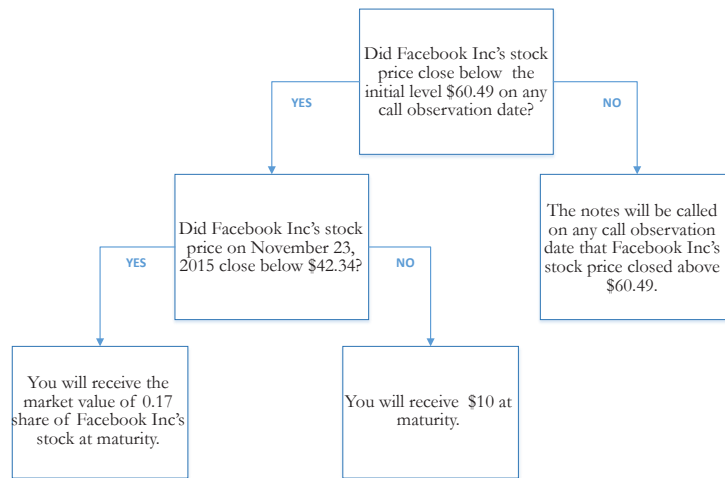 Did Facebook Inc's stock
price close below the
initial level $60.49 on any
call observation date?
YES
NO
Did Facebook Inc's stock
price on November 23,
2015 close below $42.34?
The notes will be called
on any call observation
date that Facebook Inc's
stock price closed above
$60.49.
YES
NO
You will receive the
market value of 0.17
share of Facebook Inc's
stock at maturity.
You will receive $10 at
maturity.